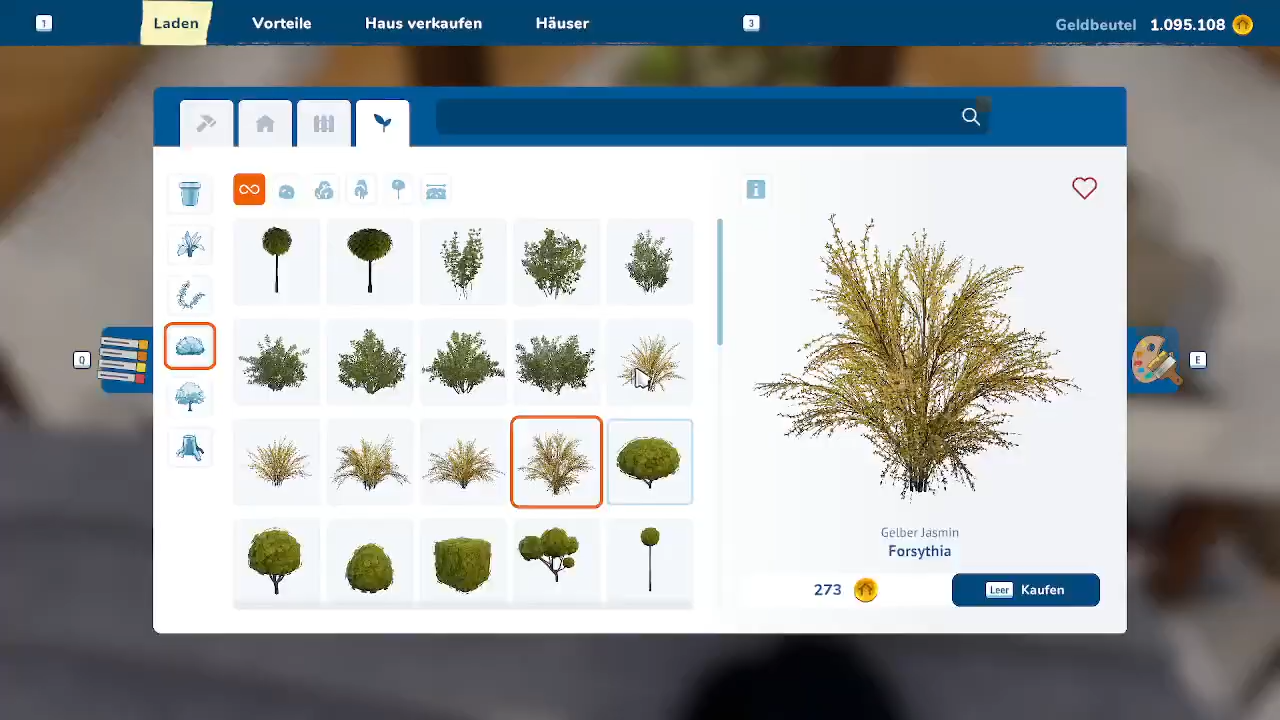 1
Laden
Vorteile
Haus verkaufen
Häuser
3
Geldbeutel 1.095.108
Q
E
Gelber Jasmin
Forsythia
273
Leer Kaufen